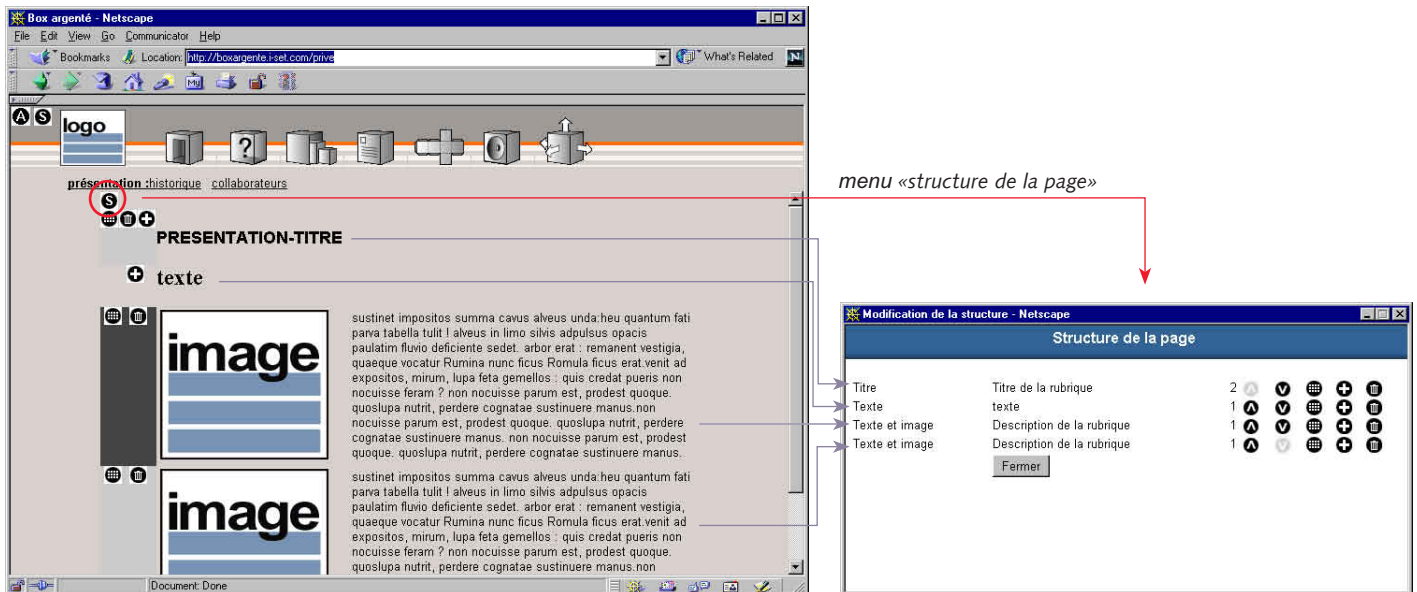 Box argenté - Netscape
File Edit View Go Communicator Help
Bookmarks Location: http://boxargente.i-set.com/prive What's Related N
My
A S logo ?
présentation :historique collaborateurs
menu «structure de la page»
S
PRESENTATION-TITRE
texte
image
sustinet impositos summa cavus alveus unda:heu quantum fati
parva tabella tulit ! alveus in limo silvis adpulsus opacis
paulatim fluvio deficiente sedet. arbor erat : remanent vestigia,
quaeque vocatur Rumina nunc ficus Romula ficus erat.venit ad
expositos, mirum, lupa feta gemellos : quis credat pueris non
nocuisse feram ? non nocuisse parum est, prodest quoque.
quoslupa nutrit, perdere cognatae sustinuere manus.non
nocuisse parum est, prodest quoque. quoslupa nutrit, perdere
cognatae sustinuere manus. non nocuisse parum est, prodest
quoque. quoslupa nutrit, perdere cognatae sustinuere manus.
image
sustinet impositos summa cavus alveus unda:heu quantum fati
parva tabella tulit ! alveus in limo silvis adpulsus opacis
paulatim fluvio deficiente sedet. arbor erat : remanent vestigia,
quaeque vocatur Rumina nunc ficus Romula ficus erat.venit ad
expositos, mirum, lupa feta gemellos : quis credat pueris non
nocuisse feram ? non nocuisse parum est, prodest quoque.
quoslupa nutrit, perdere cognatae sustinuere manus.non
Document: Done
Modification de la structure - Netscape
Structure de la page
Titre Titre de la rubrique 2
Texte texte 1
Texte et image Description de la rubrique 1
Texte et image Description de la rubrique 1
Fermer